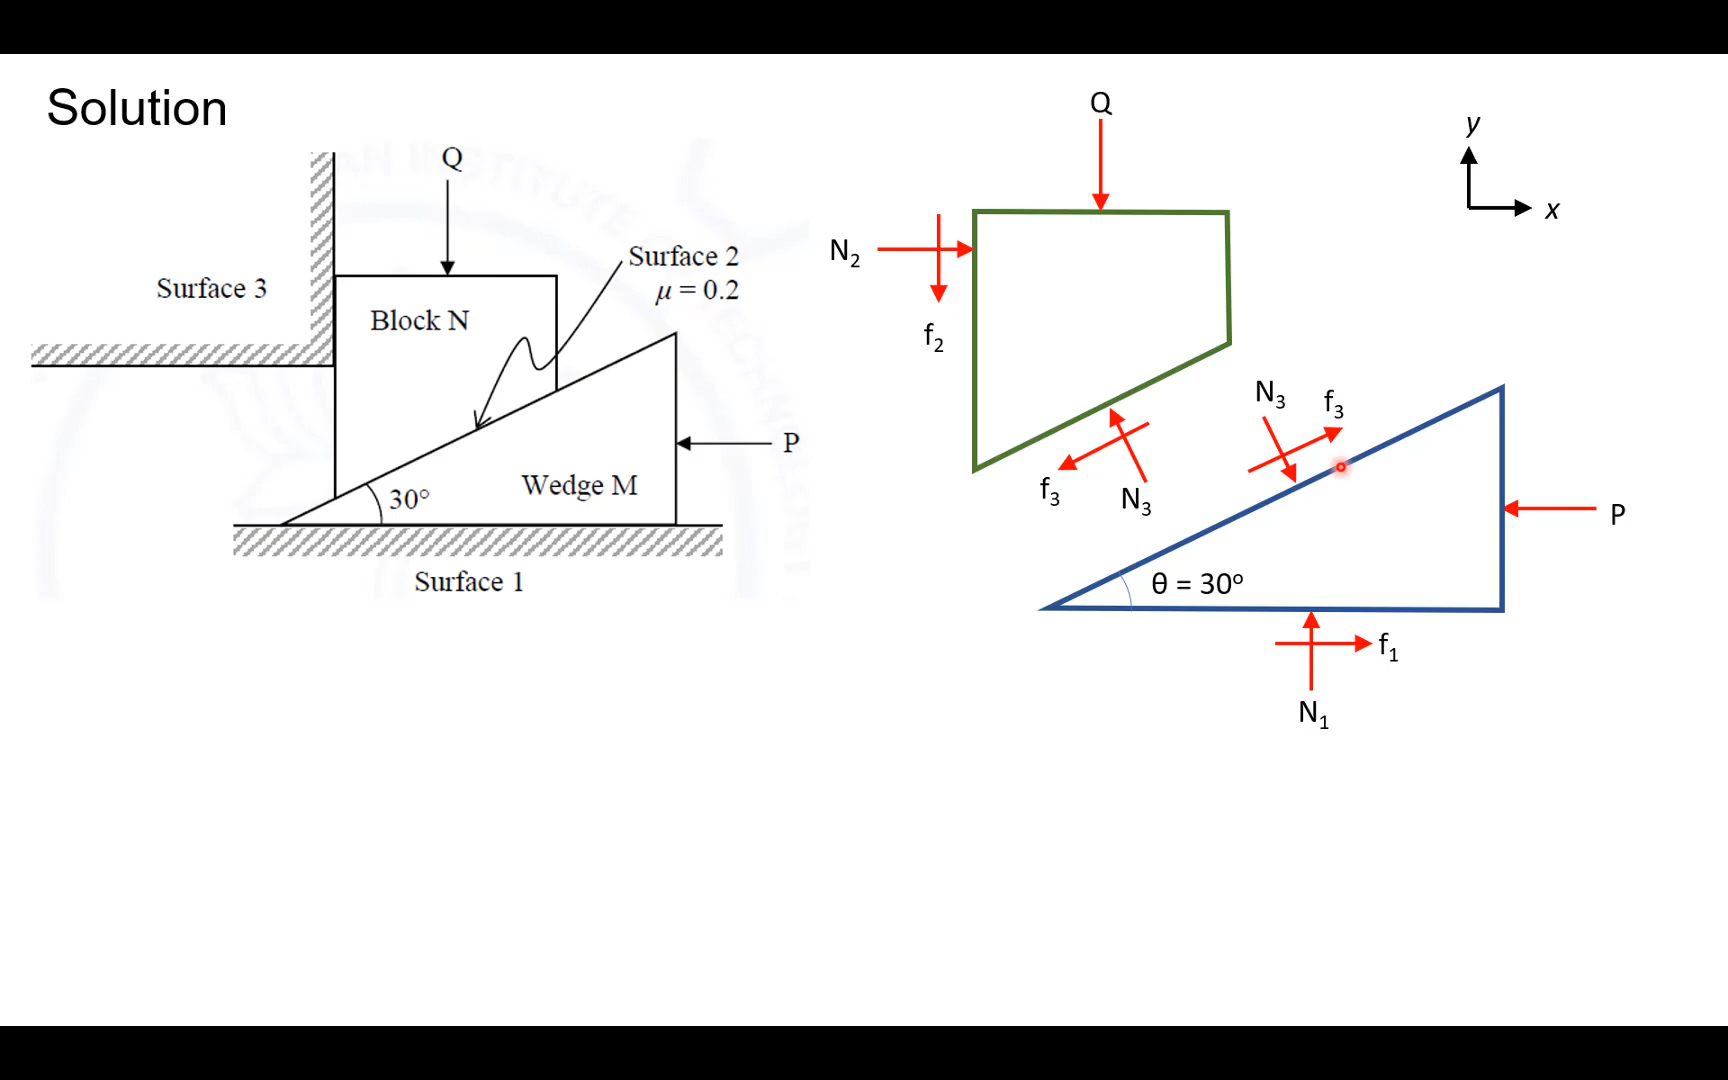 Solution
Q
Surface 2
μ = 0.2
Surface 3
Block N
P
Wedge M
30°
Surface 1
Q
y
x
N₂
f₂
N₃
f₃
f₃
N₃
P
θ = 30°
f₁
N₁